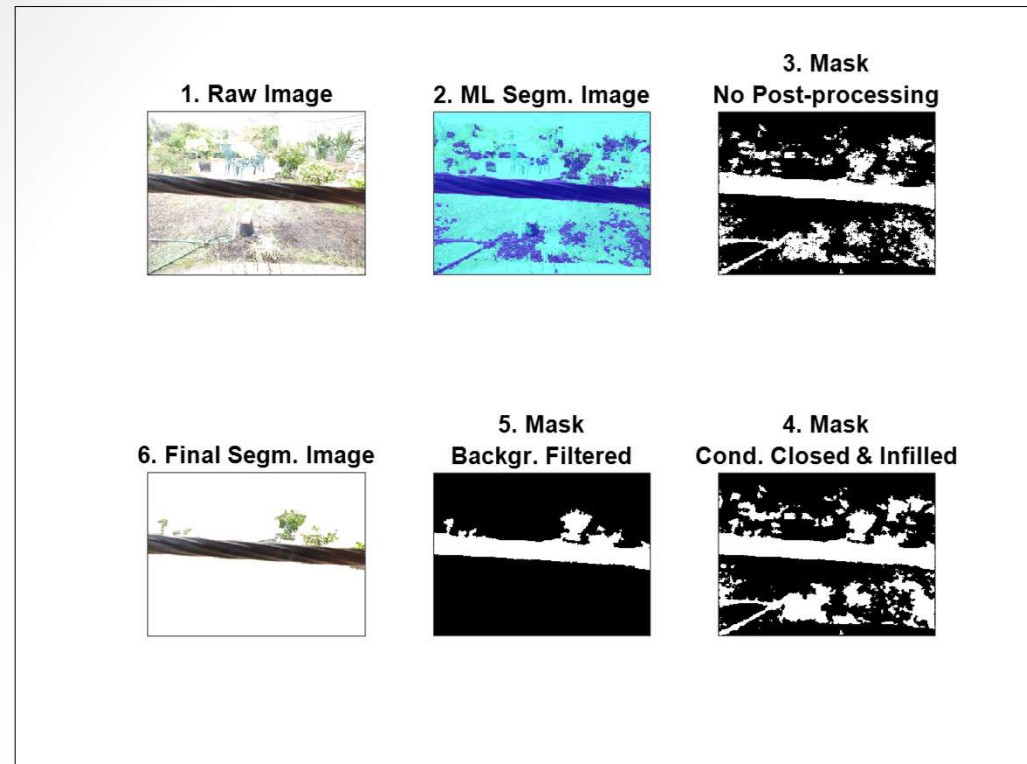 1. Raw Image
2. ML Segm. Image
3. Mask
No Post-processing
6. Final Segm. Image
5. Mask
Backgr. Filtered
4. Mask
Cond. Closed & Infilled